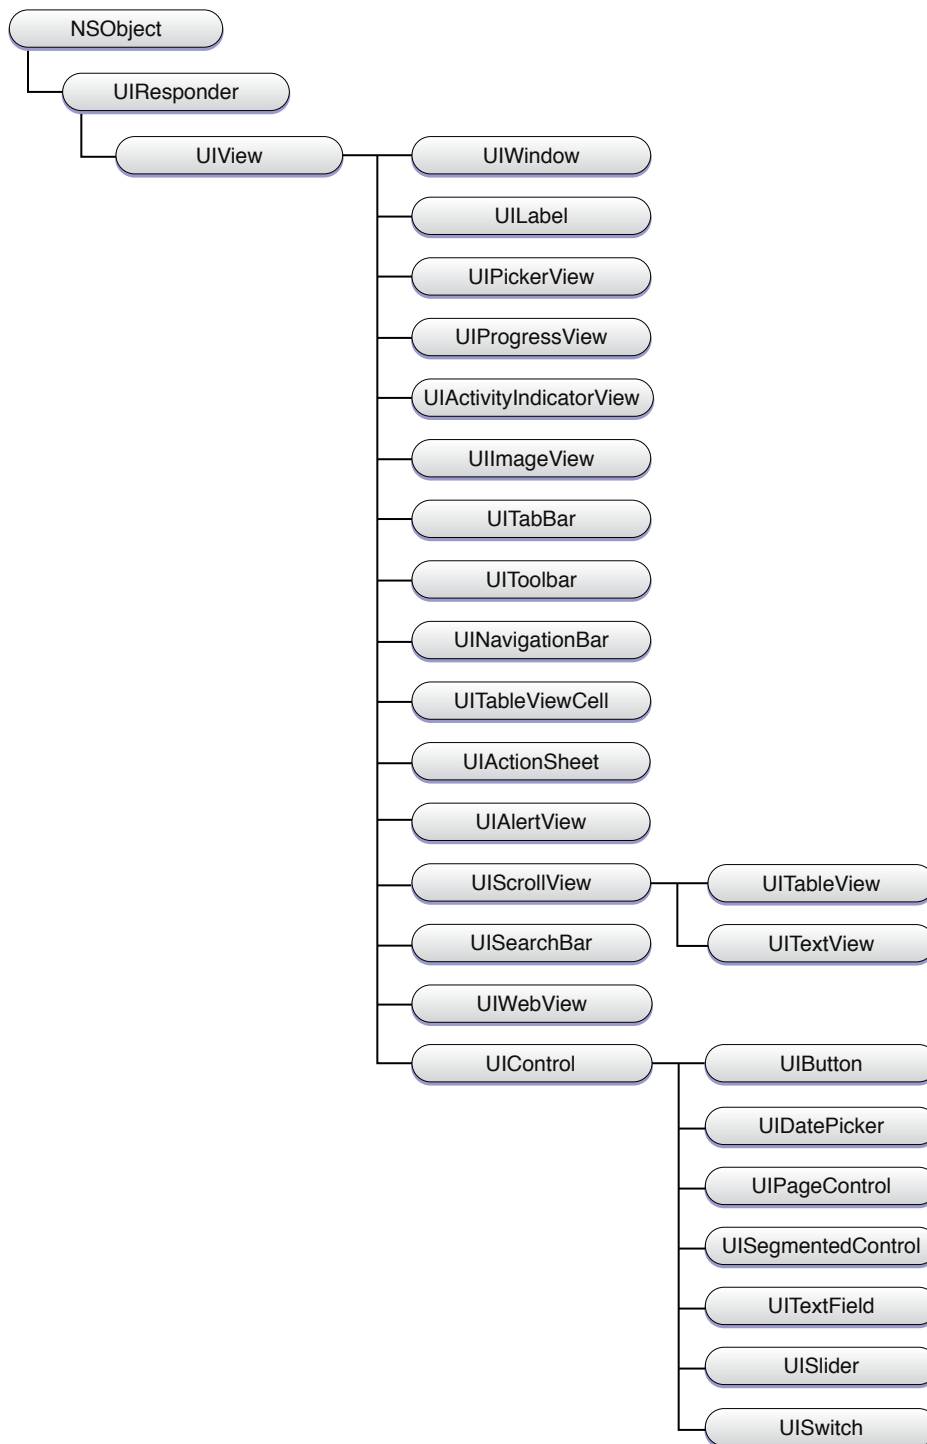 NSObject
UIResponder
UIView
UIWindow
UILabel
UIPickerView
UIProgressView
UIActivityIndicatorView
UIImageView
UITabBar
UIToolbar
UINavigationBar
UITableViewCell
UIActionSheet
UIAlertView
UIScrollView
UITableView
UITextView
UISearchBar
UIWebView
UIControl
UIButton
UIDatePicker
UIPageControl
UISegmentedControl
UITextField
UISlider
UISwitch